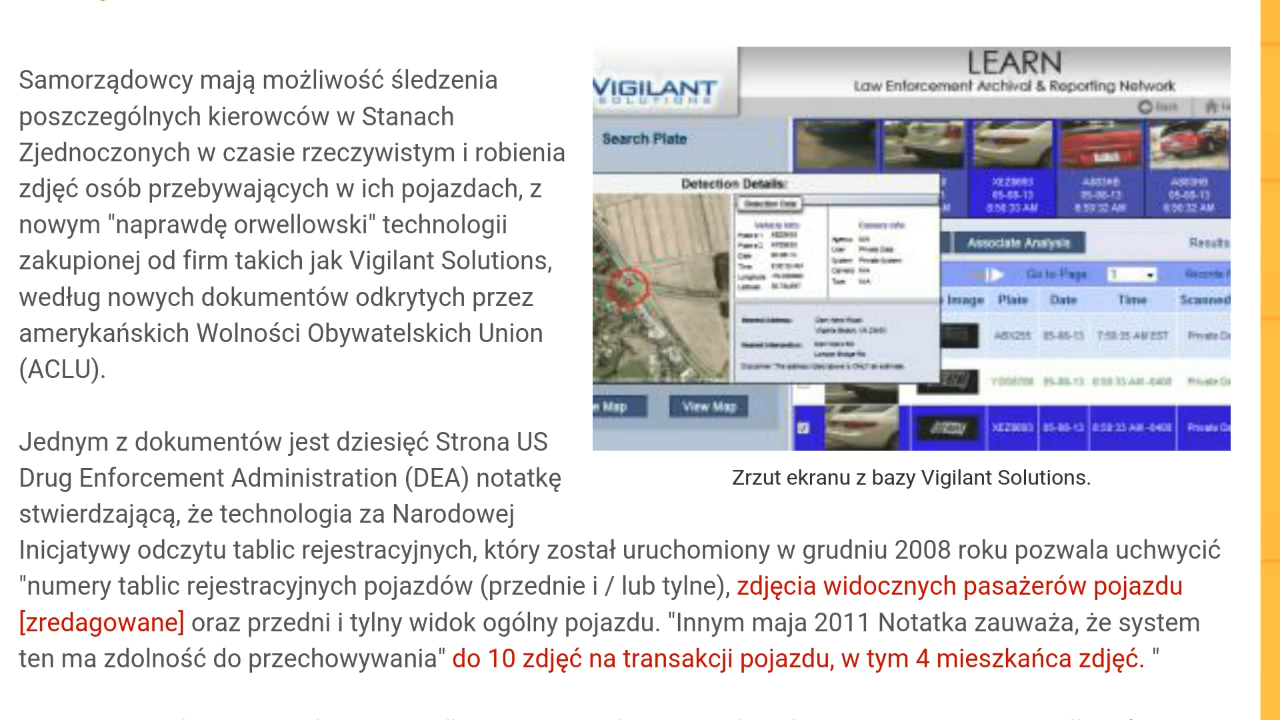 Samorządowcy mają możliwość śledzenia
poszczególnych kierowców w Stanach
Zjednoczonych w czasie rzeczywistym i robienia
zdjęć osób przebywających w ich pojazdach, z
nowym "naprawdę orwellowski" technologii
zakupionej od firm takich jak Vigilant Solutions,
według nowych dokumentów odkrytych przez
amerykańskich Wolności Obywatelskich Union
(ACLU).
VIGILANT
SOLUTIONS
LEARN
Law Enforcement Archival & Reporting Network
Back
Search Plate
Detection Details:
Associate Analysis
Results
Go to Page
1
Image Plate Date Time Scanned
View Map
Zrzut ekranu z bazy Vigilant Solutions.
Jednym z dokumentów jest dziesięć Strona US
Drug Enforcement Administration (DEA) notatkę
stwierdzającą, że technologia za Narodowej
Inicjatywy odczytu tablic rejestracyjnych, który został uruchomiony w grudniu 2008 roku pozwala uchwycić
"numery tablic rejestracyjnych pojazdów (przednie i / lub tylne), zdjęcia widocznych pasażerów pojazdu
[zredagowane] oraz przedni i tylny widok ogólny pojazdu. "Innym maja 2011 Notatka zauważa, że system
ten ma zdolność do przechowywania" do 10 zdjęć na transakcji pojazdu, w tym 4 mieszkańca zdjęć. "